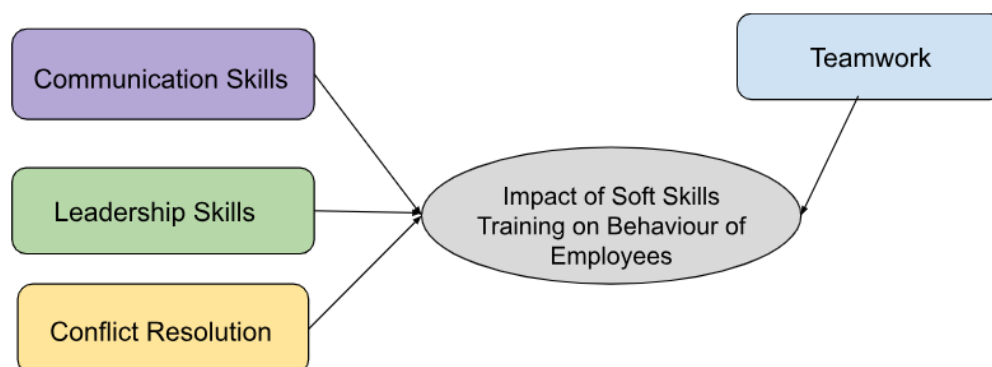 Communication Skills
Leadership Skills
Conflict Resolution
Impact of Soft Skills
Training on Behaviour of
Employees
Teamwork